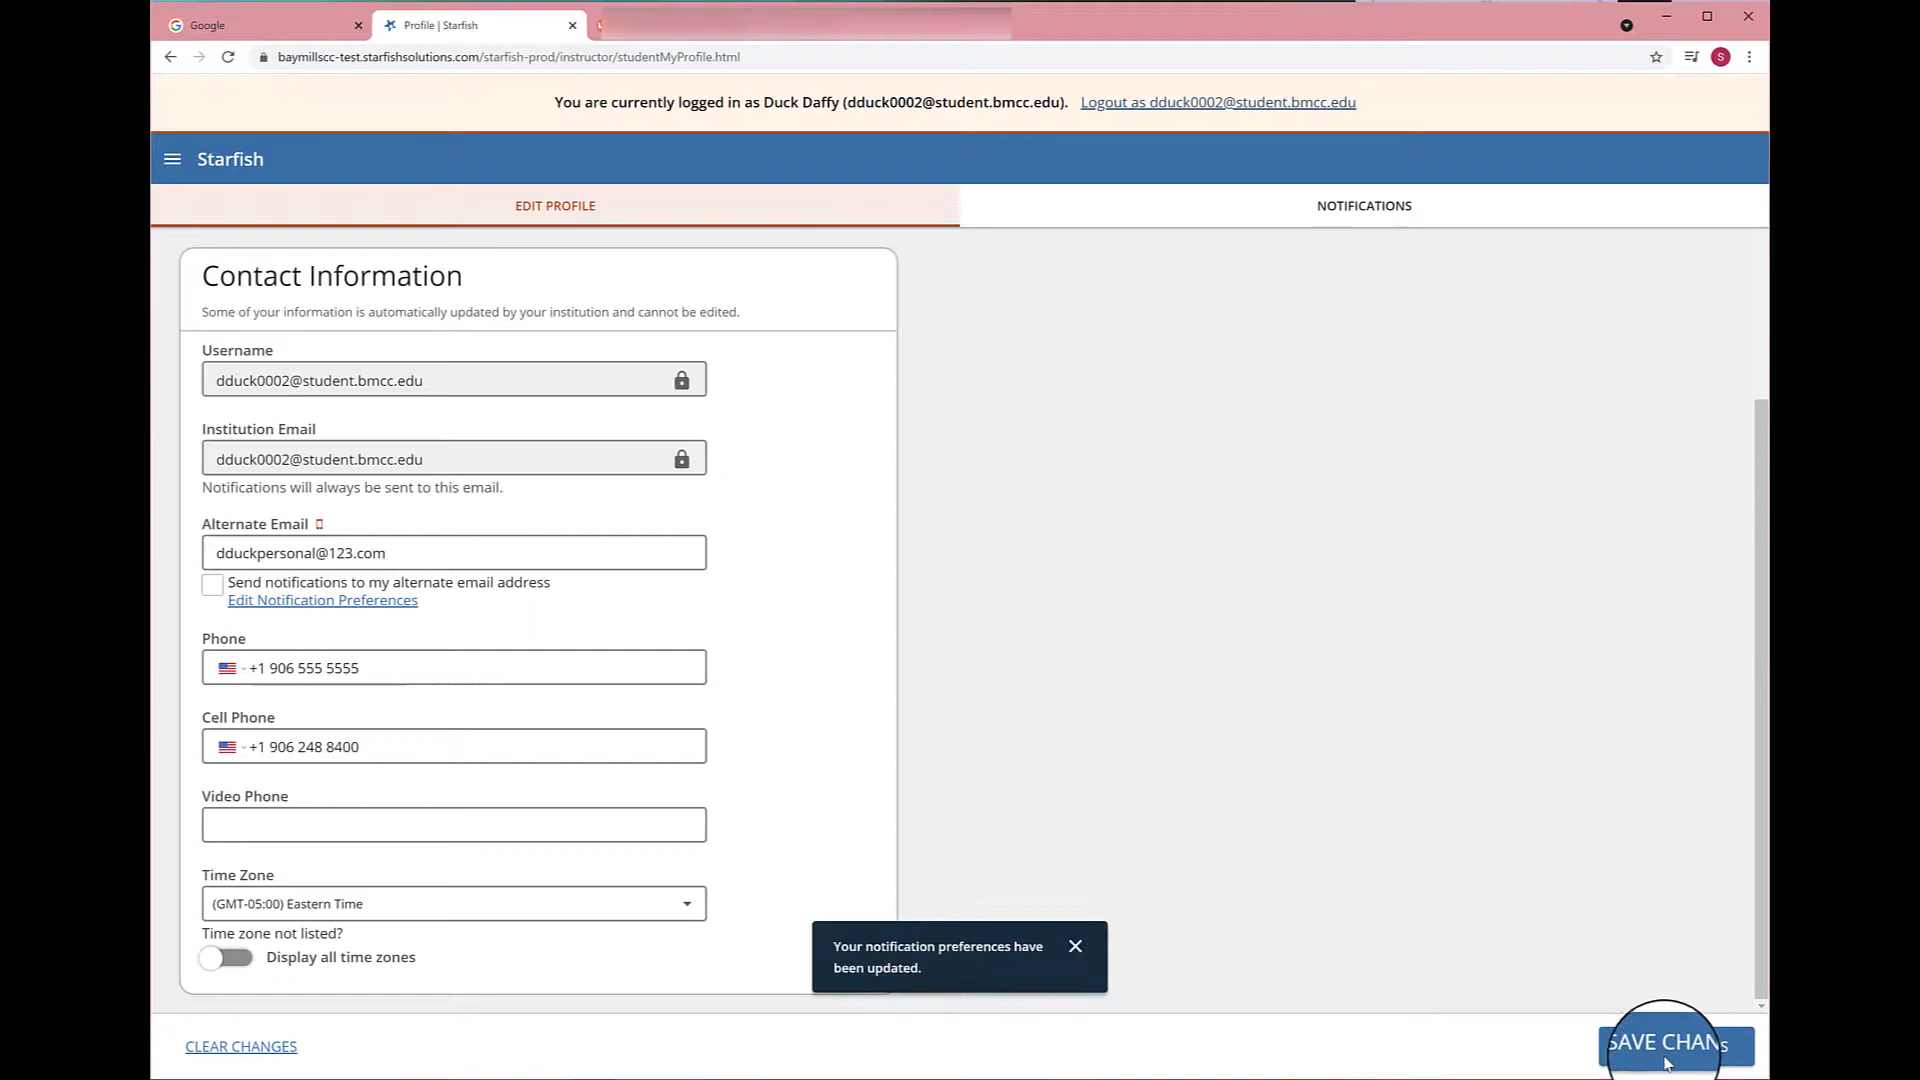 Google
Profile | Starfish
baymillscc-test.starfishsolutions.com/starfish-prod/instructor/studentMyProfile.html
S
You are currently logged in as Duck Daffy (dduck0002@student.bmcc.edu). Logout as dduck0002@student.bmcc.edu
Starfish
EDIT PROFILE
NOTIFICATIONS
Contact Information
Some of your information is automatically updated by your institution and cannot be edited.
Username
dduck0002@student.bmcc.edu
Institution Email
dduck0002@student.bmcc.edu
Notifications will always be sent to this email.
Alternate Email
dduckpersonal@123.com
Send notifications to my alternate email address
Edit Notification Preferences
Phone
+1 906 555 5555
Cell Phone
+1 906 248 8400
Video Phone
Time Zone
(GMT-05:00) Eastern Time
Time zone not listed?
Display all time zones
Your notification preferences have
been updated.
CLEAR CHANGES
SAVE CHANs